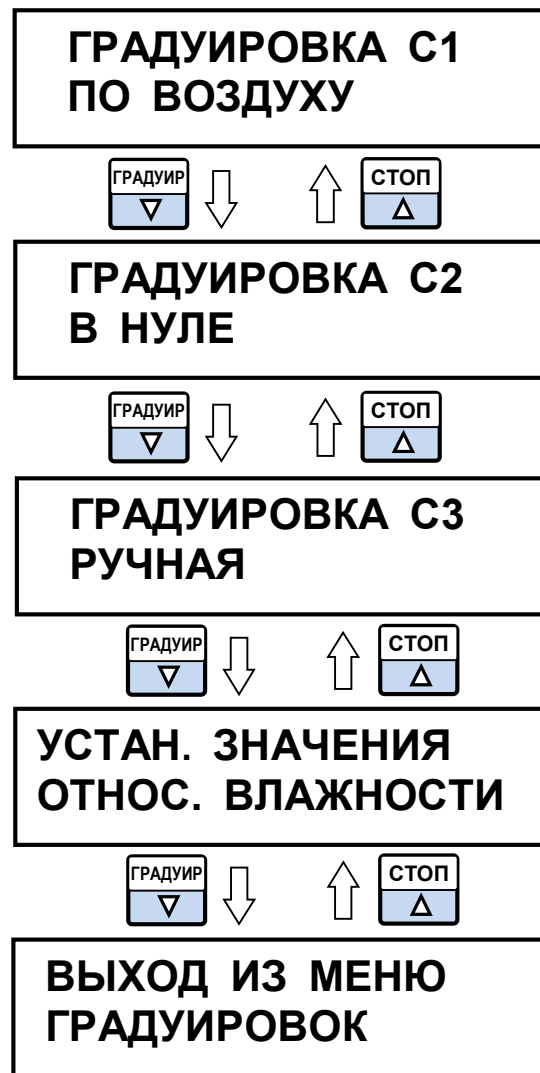 ГРАДУИРОВКА С1
ПО ВОЗДУХУ
ГРАДУИР СТОП
ГРАДУИРОВКА С2
В НУЛЕ
ГРАДУИР СТОП
ГРАДУИРОВКА С3
РУЧНАЯ
ГРАДУИР СТОП
УСТАН. ЗНАЧЕНИЯ
ОТНОС. ВЛАЖНОСТИ
ГРАДУИР СТОП
ВЫХОД ИЗ МЕНЮ
ГРАДУИРОВОК